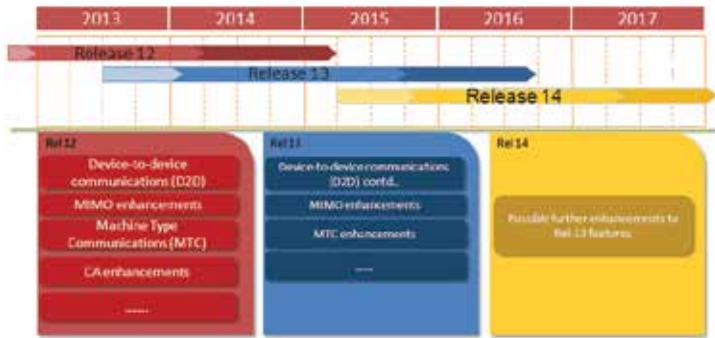 2013 2014 2015 2016 2017
Release 12
Release 13
Release 14
Rel 12
Device-to-device
communications (D2D)
MIMO enhancements
Machine Type
Communications (MTC)
CA enhancements
......
Rel 13
Device-to-device communications
(D2D) contd..
MIMO enhancements
MTC enhancements
.....
Rel 14
Possible further enhancements to
Rel-13 features